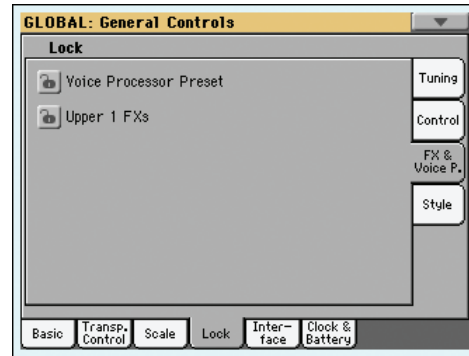 GLOBAL: General Controls
Lock
Voice Processor Preset
Upper 1 FXs
Tuning
Control
FX &
Voice P.
Style
Basic
Transp.
Control
Scale
Lock
Inter-
face
Clock &
Battery